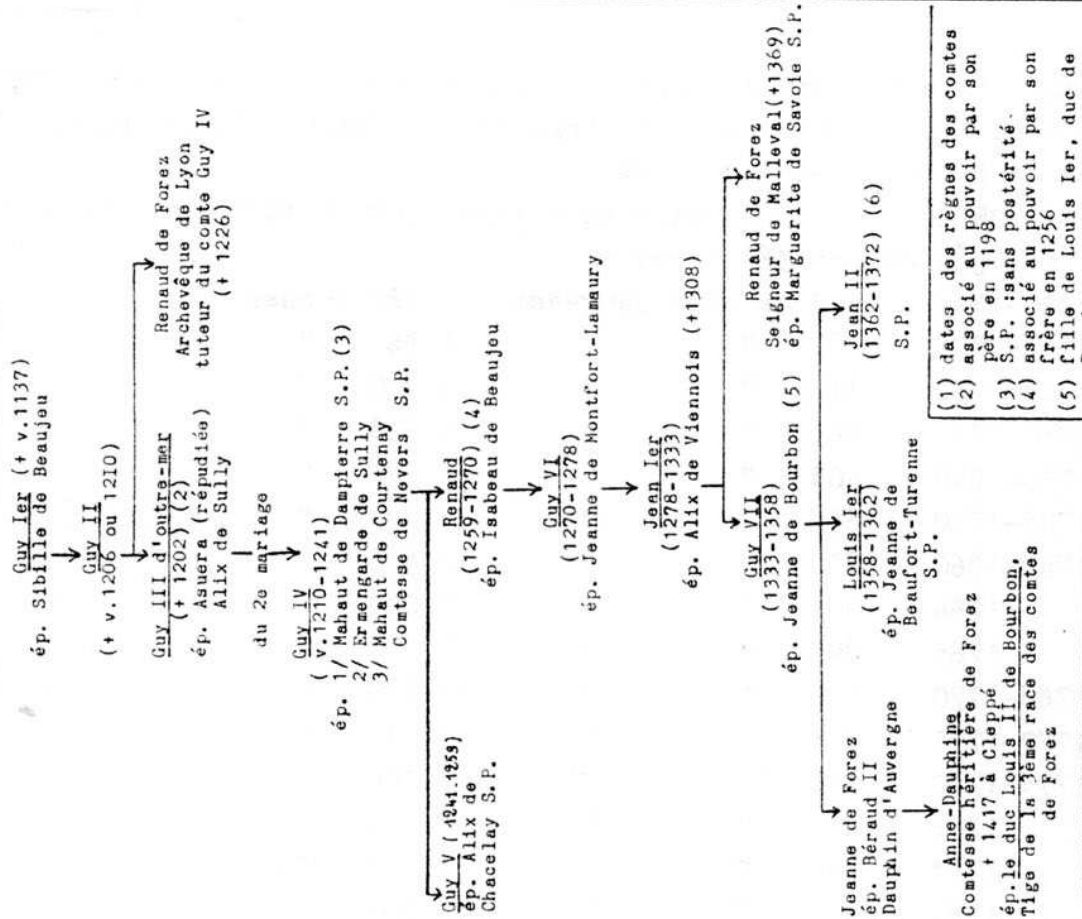 Guy Ier (+ v.1137)
ép. Sibille de Beaujeu
Guy II
(+ v.1206 ou 1210)
Guy III d'outre-mer
(+ 1202) (2)
ép. Asuera (répudiée)
Alix de Sully
Renaud de Forez
Archevêque de Lyon
tuteur du comte Guy IV
(+ 1226)
du 2e mariage
Guy IV
( v.1210-1241)
ép. 1/ Mahaut de Dampierre S.P.(3)
2/ Ermengarde de Sully
3/ Mahaut de Courtenay
Comtesse de Nevers S.P.
Guy V (1241.1259)
ép. Alix de
Chacelay S.P.
Renaud
(1259-1270) (4)
ép. Isabeau de Beaujeu
Guy VI
(1270-1278)
ép. Jeanne de Montfort-Lamaury
Jean Ier
(1278-1333)
ép. Alix de Viennois (+1308)
Guy VII
(1333-1358)
ép. Jeanne de Bourbon (5)
Renaud de Forez
Seigneur de Malleval(+1369)
ép. Marguerite de Savoie S.P.
Jeanne de Forez
ép. Béraud II
Dauphin d'Auvergne
Louis Ier
(1358-1362)
ép. Jeanne de
Beaufort-Turenne
S.P.
Jean II
(1362-1372) (6)
S.P.
Anne-Dauphine
Comtesse héritière de Forez
+ 1417 à Cleppé
ép.le duc Louis II de Bourbon,
Tige de la 3ème race des comtes
de Forez
(1) dates des règnes des comtes
(2) associé au pouvoir par son
père en 1198
(3) S.P. :sans postérité.
(4) associé au pouvoir par son
frère en 1256
(5) fille de Louis Ier, duc de